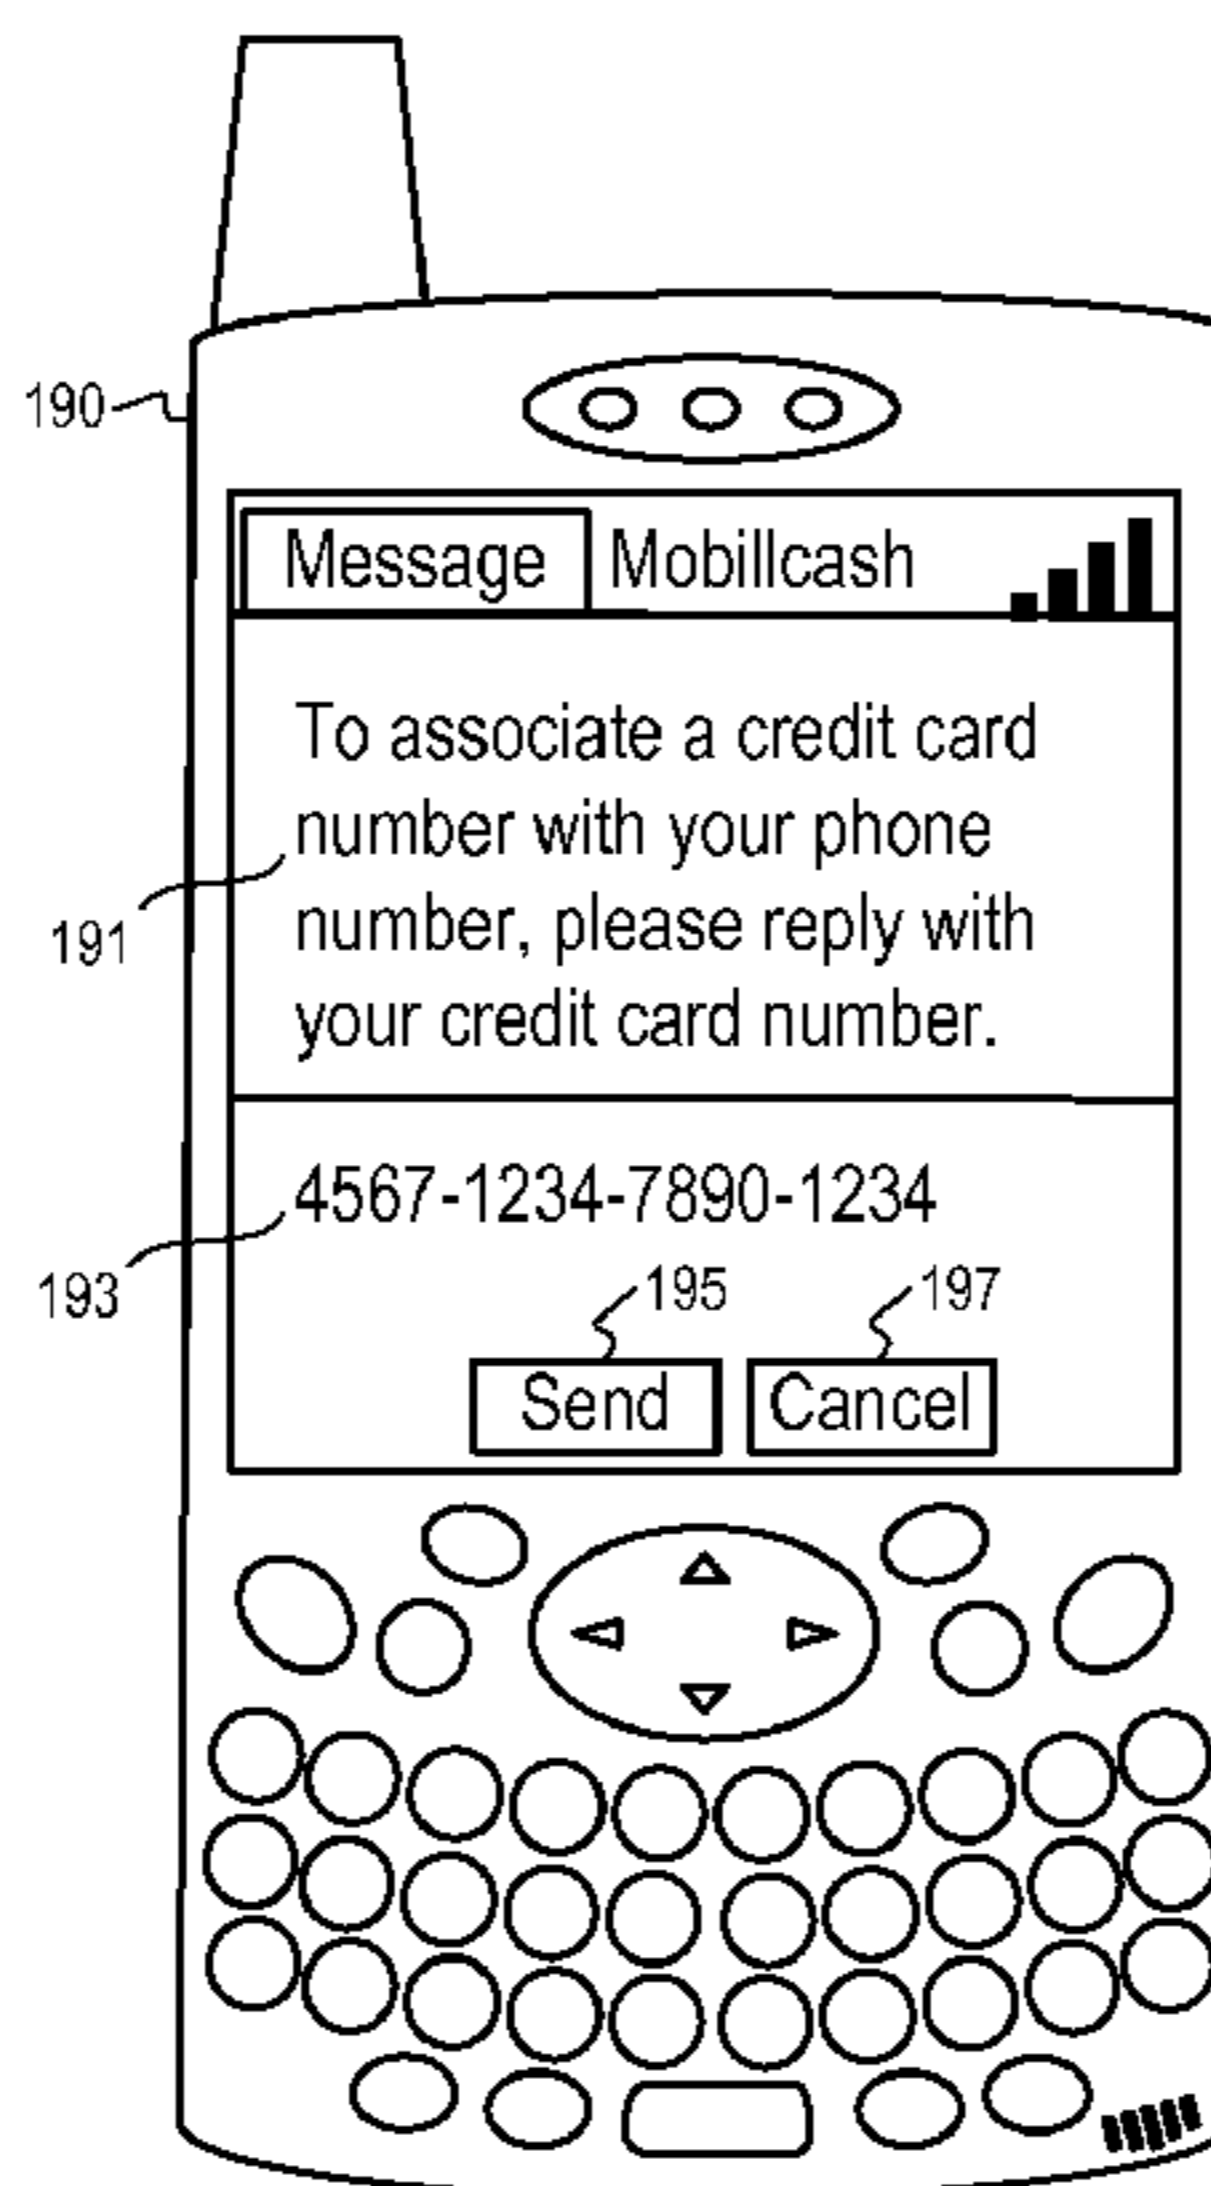 190
Message Mobillcash
To associate a credit card
number with your phone
number, please reply with
your credit card number.
191
4567-1234-7890-1234
193
195 197
Send Cancel